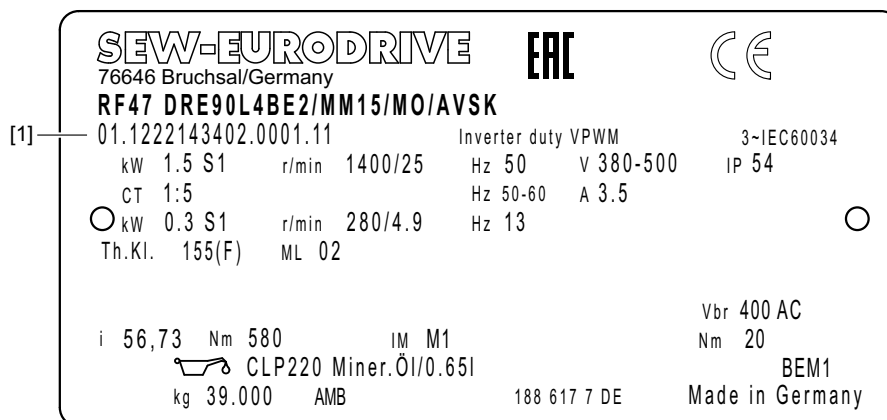 SEW-EURODRIVE
EAC
CE
76646 Bruchsal/Germany
RF47 DRE90L4BE2/MM15/MO/AVSK
[1]
01.1222143402.0001.11 Inverter duty VPWM 3~IEC60034
kW 1.5 S1 r/min 1400/25 Hz 50 V 380-500 IP 54
CT 1:5 Hz 50-60 A 3.5
kW 0.3 S1 r/min 280/4.9 Hz 13
Th.Kl. 155(F) ML 02
Vbr 400 AC
i 56,73 Nm 580 IM M1 Nm 20
CLP220 Miner.Öl/0.65l BEM1
kg 39.000 AMB 188 617 7 DE Made in Germany